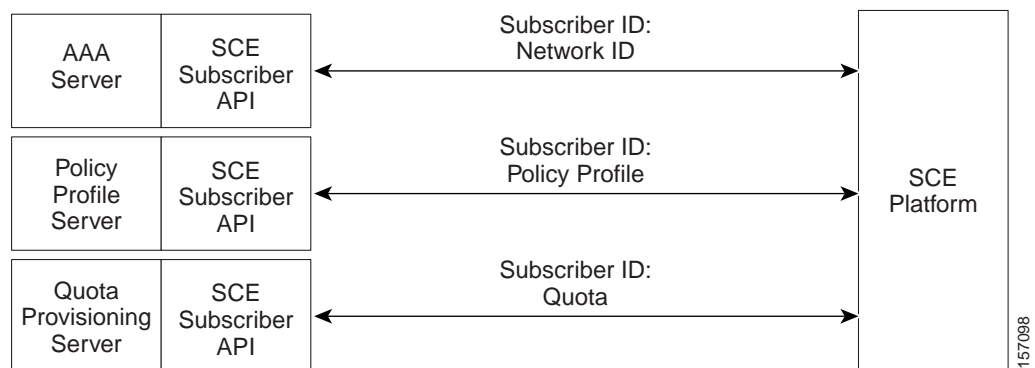 AAA
Server
SCE
Subscriber
API
Subscriber ID:
Network ID
Policy
Profile
Server
SCE
Subscriber
API
Subscriber ID:
Policy Profile
SCE
Platform
Quota
Provisioning
Server
SCE
Subscriber
API
Subscriber ID:
Quota
157098